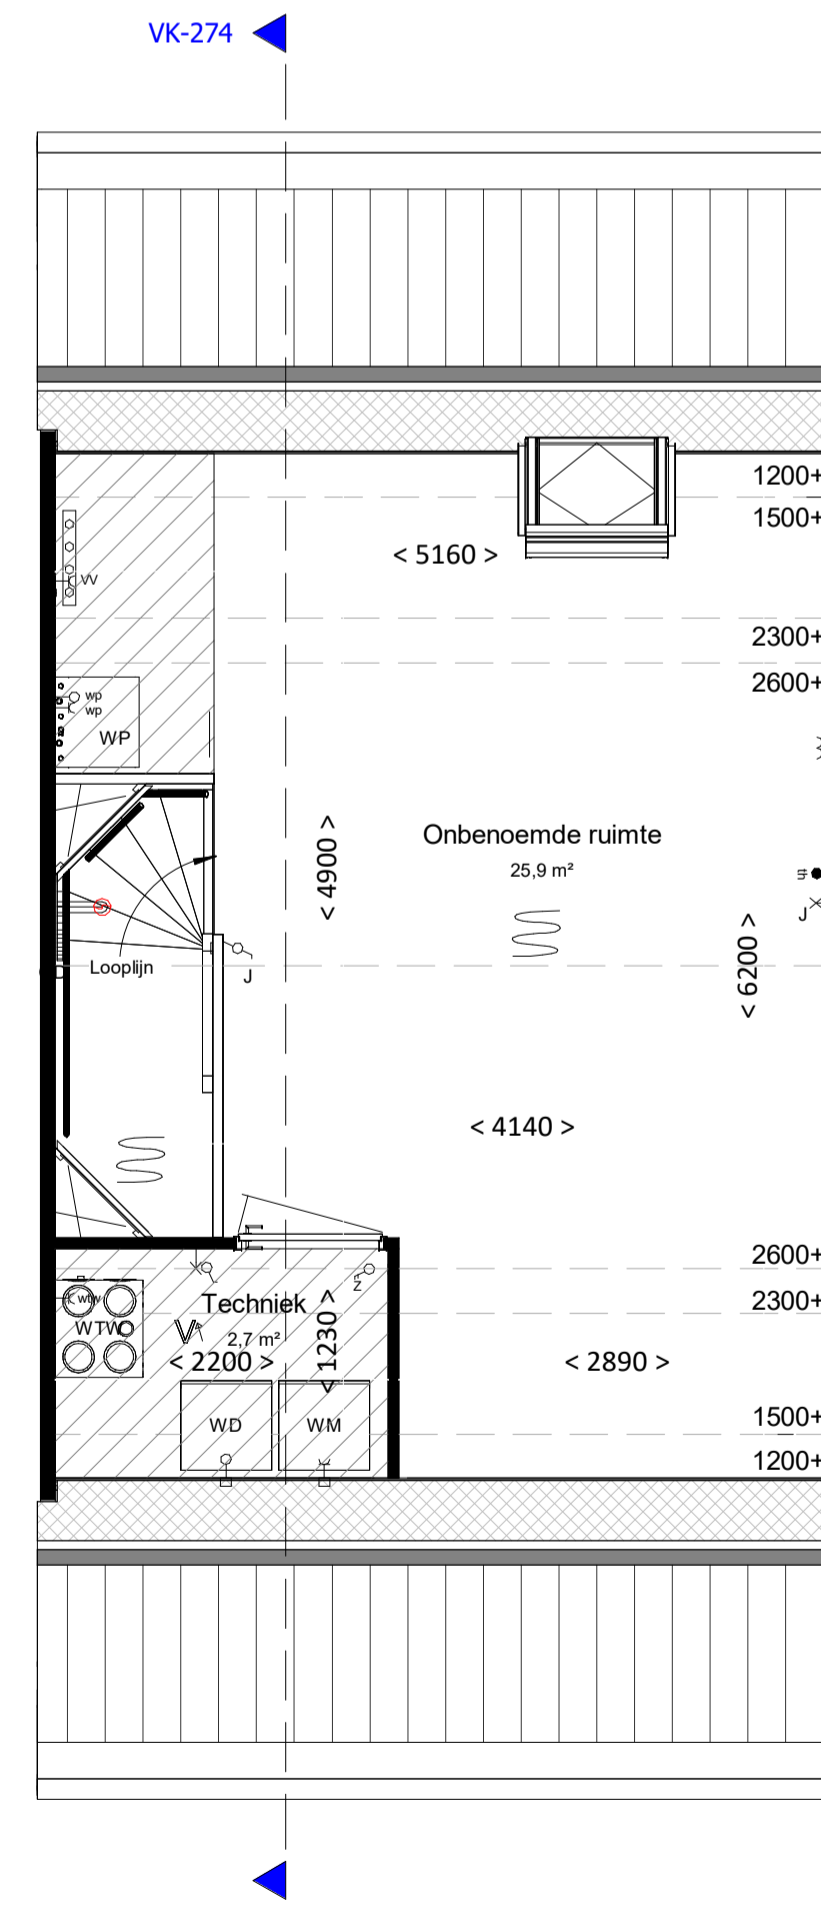 VK-274
1200+
1500+
< 5160 >
VV
2300+
2600+
wp
wp
WP
Onbenoemde ruimte
25,9 m²
< 4900 >
J
< 6200 >
Looplijn
J
< 4140 >
2600+
z
wtw
Techniek
2300+
WTW
2,7 m²
< 1230 >
< 2200 >
< 2890 >
WD
WM
1500+
1200+